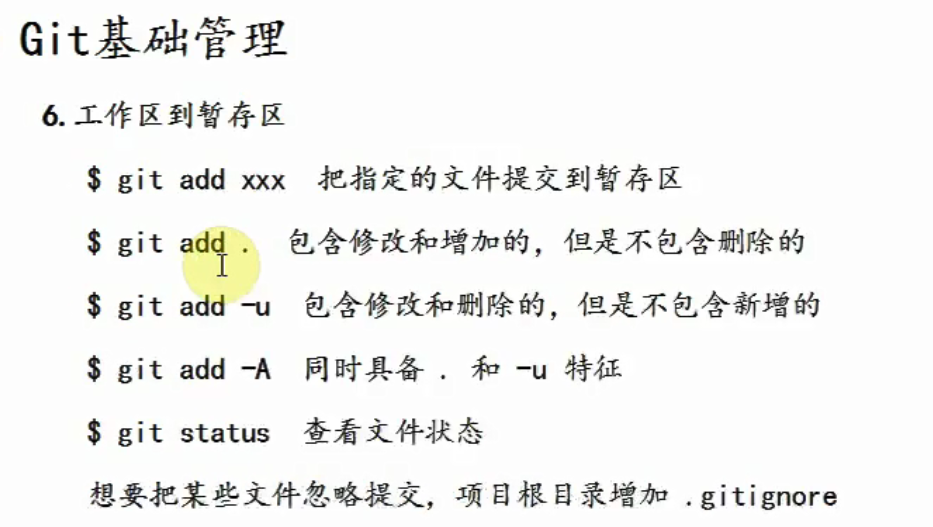 Git基础管理
6.工作区到暂存区
$ git add xxx 把指定的文件提交到暂存区
$ git add . 包含修改和增加的，但是不包含删除的
$ git add -u 包含修改和删除的，但是不包含新增的
$ git add -A 同时具备 . 和 -u 特征
$ git status 查看文件状态
想要把某些文件忽略提交，项目根目录增加 .gitignore